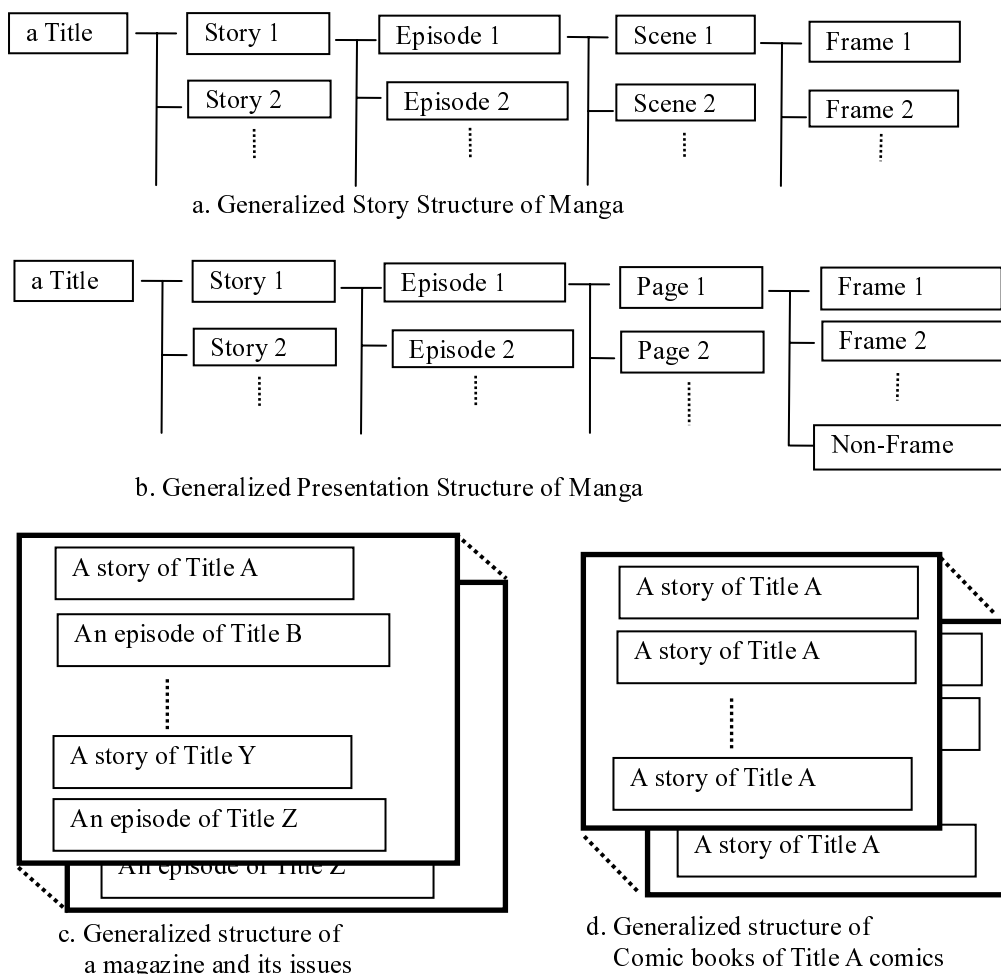 a Title
Story 1
Episode 1
Scene 1
Frame 1
Story 2
Episode 2
Scene 2
Frame 2
a. Generalized Story Structure of Manga
a Title
Story 1
Episode 1
Page 1
Frame 1
Story 2
Episode 2
Page 2
Frame 2
Non-Frame
b. Generalized Presentation Structure of Manga
A story of Title A
An episode of Title B
A story of Title Y
An episode of Title Z
An episode of Title Z
c. Generalized structure of
a magazine and its issues
A story of Title A
A story of Title A
A story of Title A
A story of Title A
d. Generalized structure of
Comic books of Title A comics